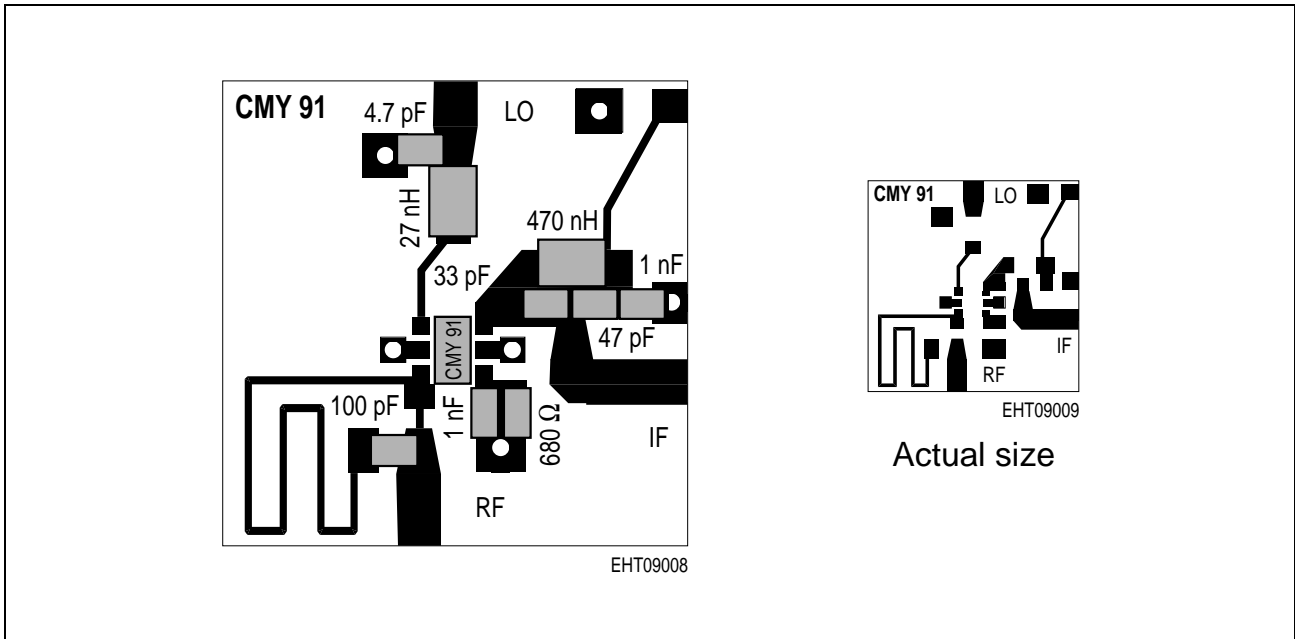 CMY 91
4.7 pF
LO
27 nH
470 nH
33 pF
1 nF
CMY 91
47 pF
100 pF
1 nF
680 Ω
IF
RF
EHT09008
CMY 91
LO
IF
RF
EHT09009
Actual size